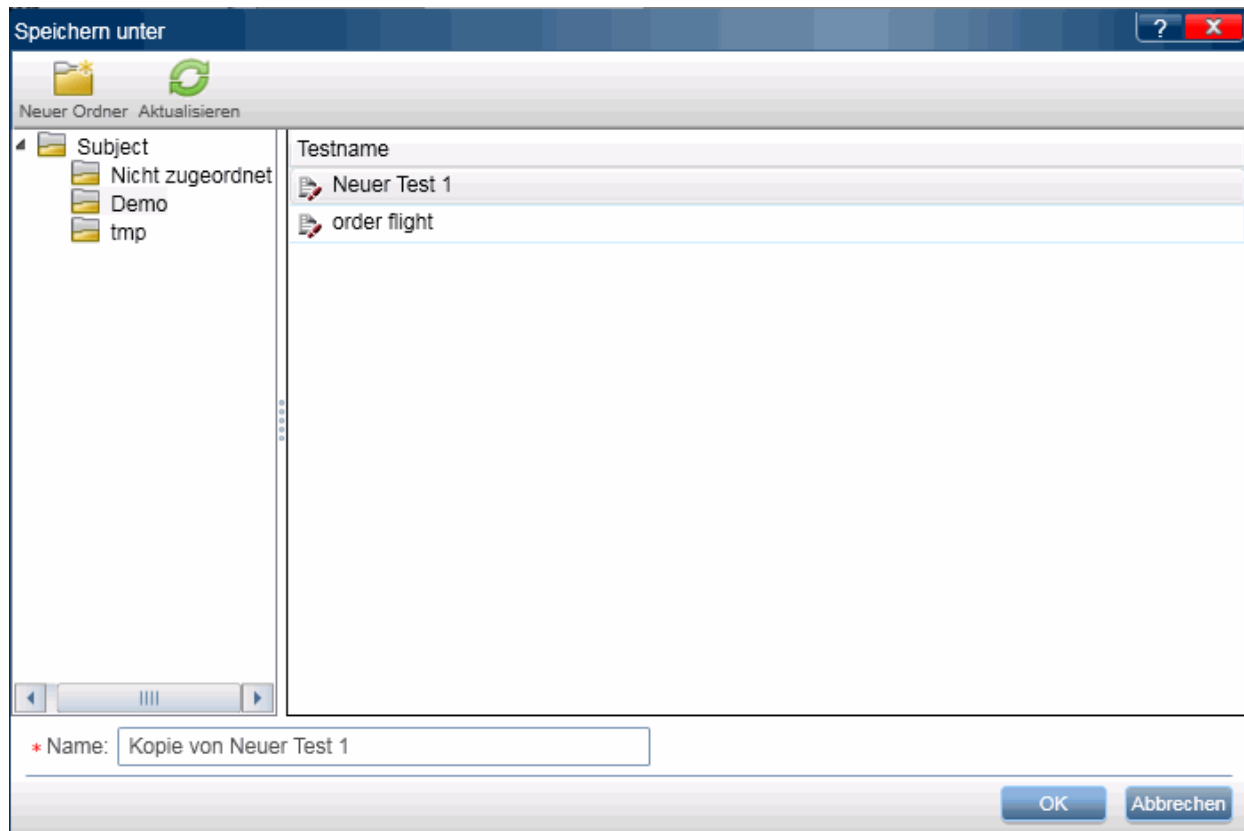 Speichern unter
?
X
Neuer Ordner Aktualisieren
Subject
Nicht zugeordnet
Demo
tmp
Testname
Neuer Test 1
order flight
* Name: Kopie von Neuer Test 1
OK Abbrechen